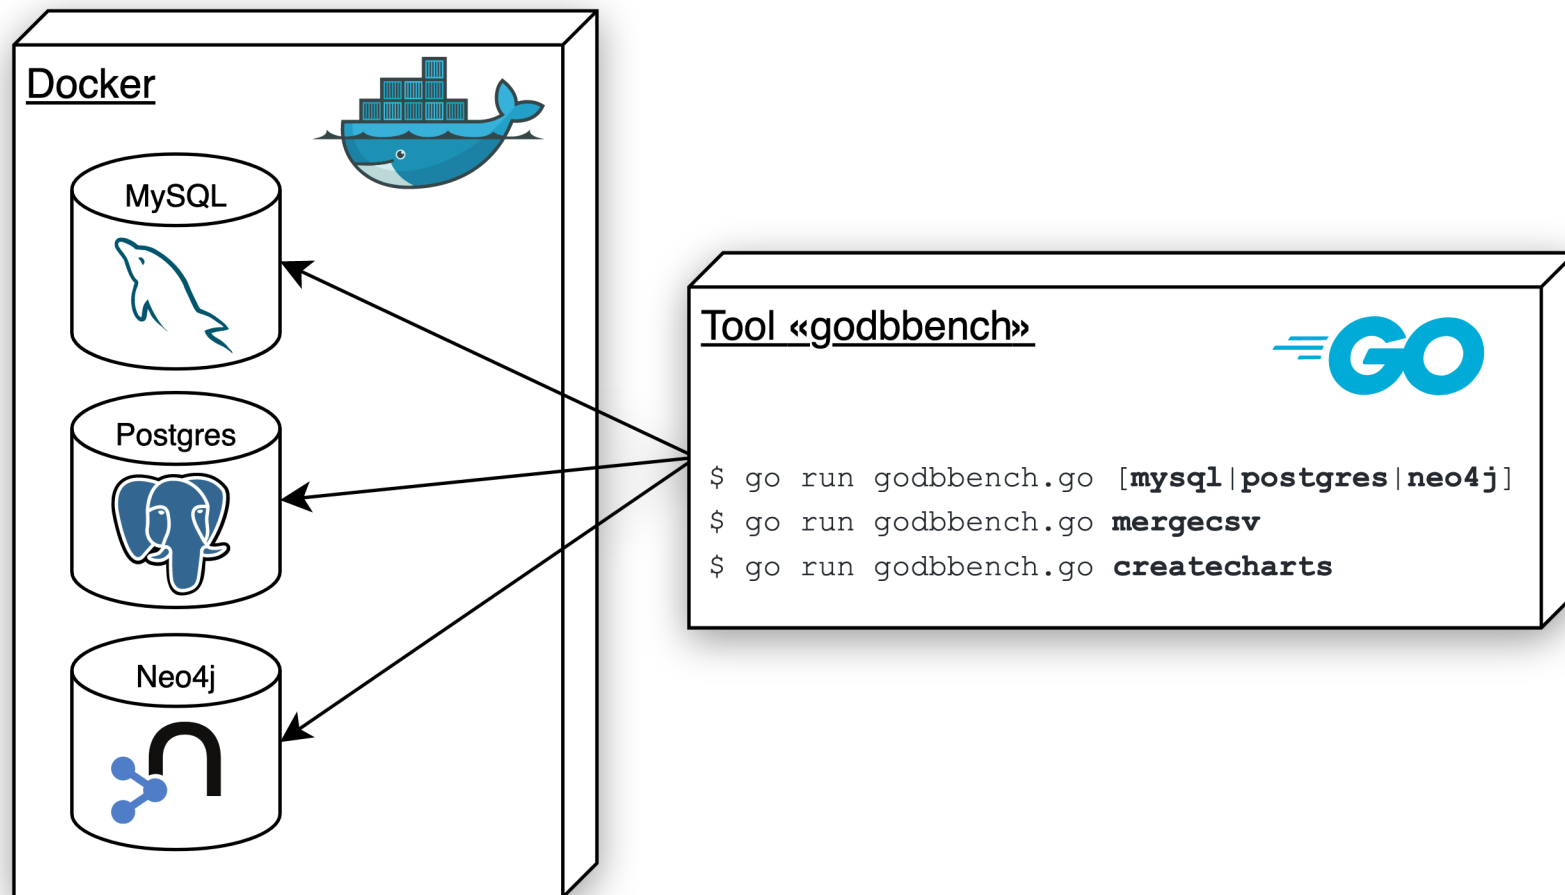 Docker
MySQL
Postgres
Neo4j
Tool «godbbench»
GO
$ go run godbbench.go [mysql|postgres|neo4j]
$ go run godbbench.go mergecsv
$ go run godbbench.go createcharts